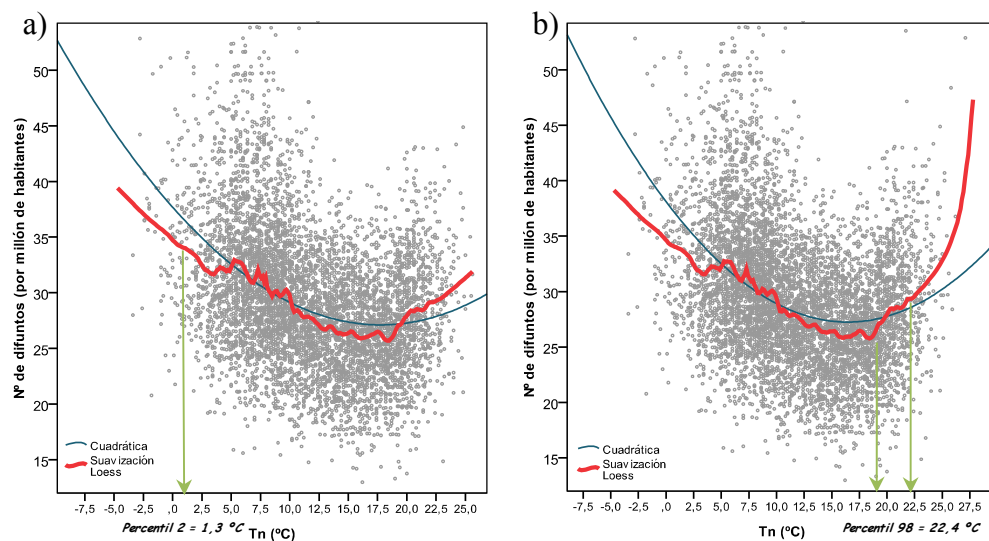 a)
Nº de difuntos (por millón de habitantes)
50
45
40
35
30
25
20
15
Cuadrática
Suavización
Loess
-7,5 -5,0 -2,5 ,0 2,5 5,0 7,5 10,0 12,5 15,0 17,5 20,0 22,5 25,0
Percentil 2 = 1,3 ºC
Tn (ºC)
b)
Nº de difuntos (por millón de habitantes)
50
45
40
35
30
25
20
15
Cuadrática
Suavización
Loess
-7,5 -5,0 -2,5 ,0 2,5 5,0 7,5 10,0 12,5 15,0 17,5 20,0 22,5 25,0 27,5
Tn (ºC)
Percentil 98 = 22,4 ºC